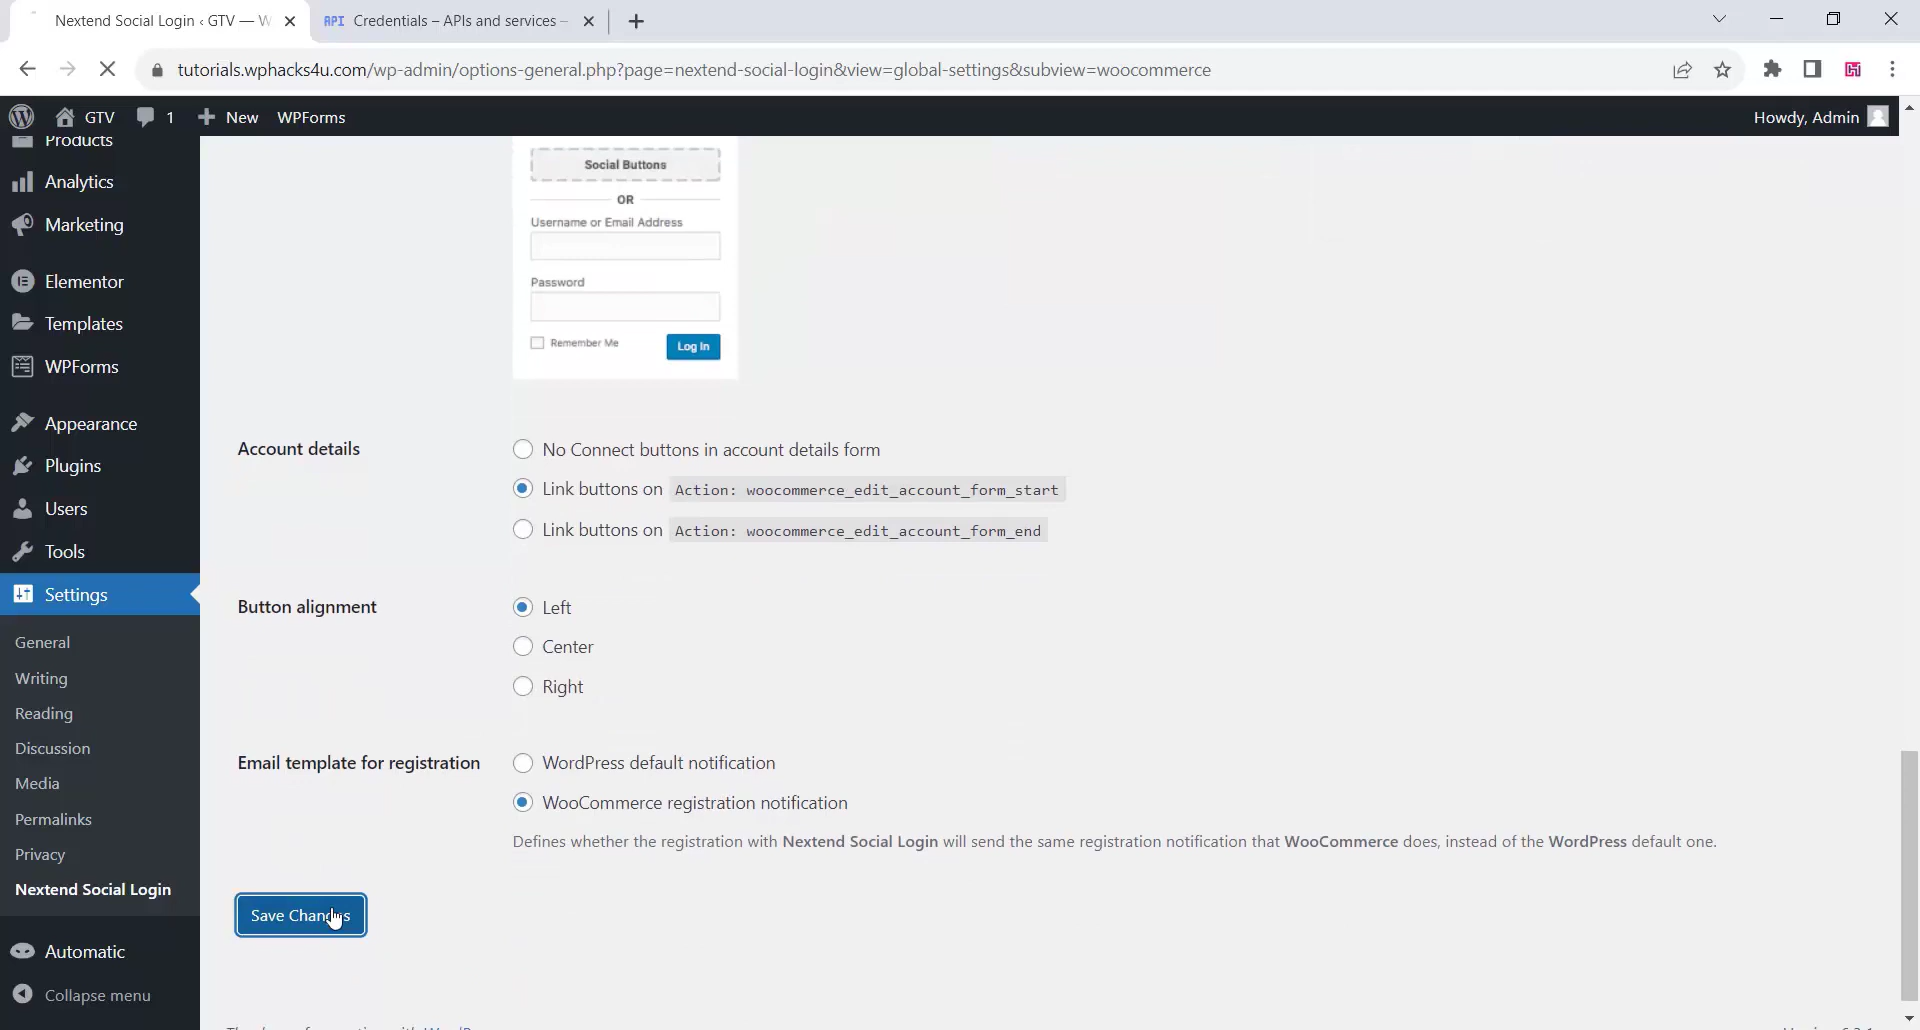 Nextend Social Login ‹ GTV — W
API Credentials – APIs and services –
tutorials.wphacks4u.com/wp-admin/options-general.php?page=nextend-social-login&view=global-settings&subview=woocommerce
GTV 1 New WPForms Howdy, Admin
Products
Analytics
Marketing
Elementor
Templates
WPForms
Appearance
Plugins
Users
Tools
Settings
General
Writing
Reading
Discussion
Media
Permalinks
Privacy
Nextend Social Login
Automatic
Collapse menu
Social Buttons
OR
Username or Email Address
Password
Remember Me Log In
Account details No Connect buttons in account details form
Link buttons on Action: woocommerce_edit_account_form_start
Link buttons on Action: woocommerce_edit_account_form_end
Button alignment Left
Center
Right
Email template for registration WordPress default notification
WooCommerce registration notification
Defines whether the registration with Nextend Social Login will send the same registration notification that WooCommerce does, instead of the WordPress default one.
Save Changes